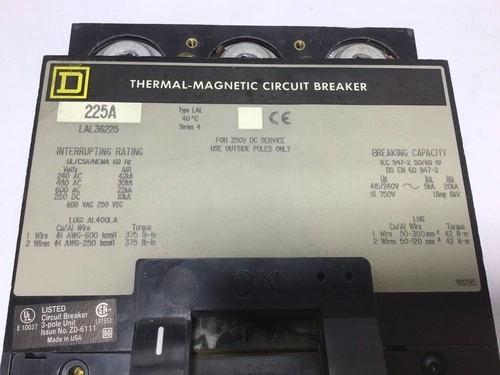 D
THERMAL-MAGNETIC CIRCUIT BREAKER
225A
LAL36225
Type LAL
40°C
Series 4
CE
FOR 250V DC SERVICE
USE OUTSIDE POLES ONLY
INTERRUPTING RATING
UL/CSA/NEMA 60 Hz
Volts AIR
240 AC 42kA
480 AC 30kA
600 AC 22kA
250 DC 10kA
600 VAC 250 VDC
LUG: AL400LA
Cu/Al Wire Torque
1 Wire #1 AWG-600 kcmil 375 lb-in
2 Wires #1 AWG-250 kcmil 375 lb-in
BREAKING CAPACITY
IEC 947-2 50/60 Hz
BS EN 60 947-2
415/240V 5kA 20kA
Ui 750V Uimp 6kV
Cu/Al Wire Torque
1 Wire 50-300 mm² 42 N·m
2 Wires 50-120 mm² 42 N·m
98295
ON
UL
E 10027
LISTED
Circuit Breaker
3-pole Unit
Issue No. ZD-6111
Made in USA